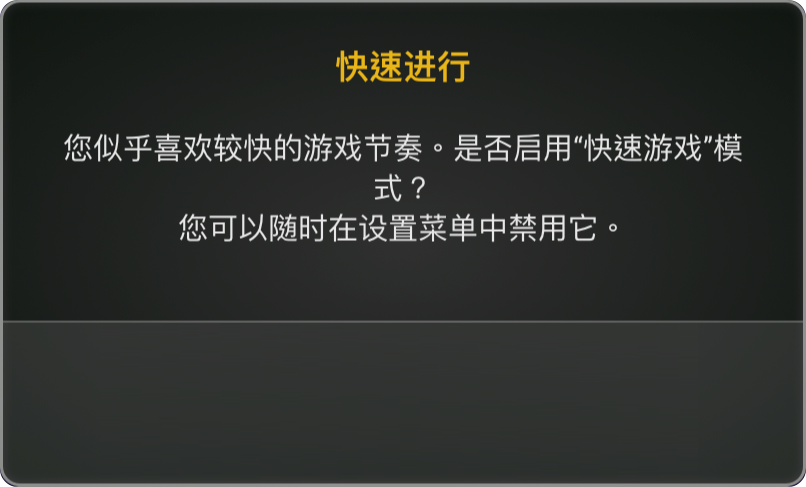 快速进行
您似乎喜欢较快的游戏节奏。是否启用“快速游戏”模
式？
您可以随时在设置菜单中禁用它。